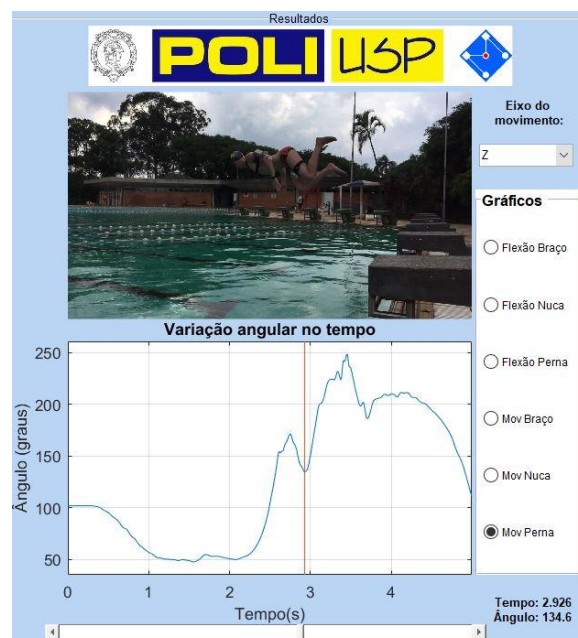 Resultados
POLI USP
Eixo do
movimento:
Z
Gráficos
Flexão Braço
Flexão Nuca
Flexão Perna
Mov Braço
Mov Nuca
Mov Perna
Variação angular no tempo
Ângulo (graus)
250
200
150
100
50
0 1 2 3 4
Tempo(s)
Tempo: 2.926
Ângulo: 134.6